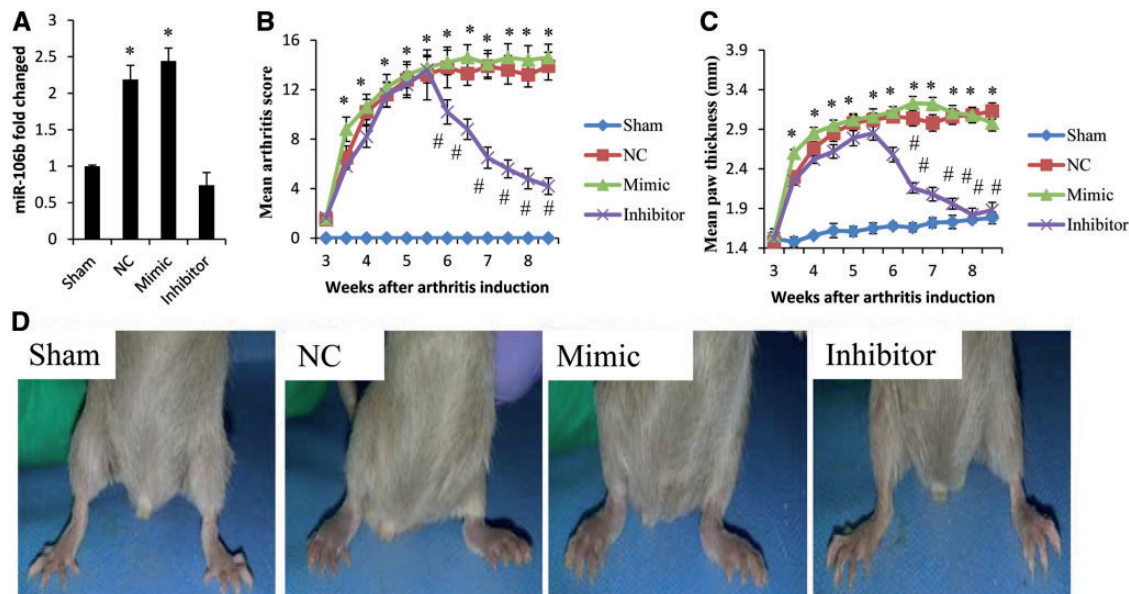 A
miR-106b fold changed
3
2.5
2
1.5
1
0.5
0
*
*
Sham
NC
Mimic
Inhibitor
B
Mean arthritis score
16
12
8
4
0
* * * * * * * * * * *
# # # # # #
3 4 5 6 7 8
Weeks after arthritis induction
Sham
NC
Mimic
Inhibitor
C
Mean paw thickness (mm)
3.9
3.4
2.9
2.4
1.9
1.4
* * * * * * * * * * *
# # # # # #
3 4 5 6 7 8
Weeks after arthritis induction
Sham
NC
Mimic
Inhibitor
D
Sham
NC
Mimic
Inhibitor